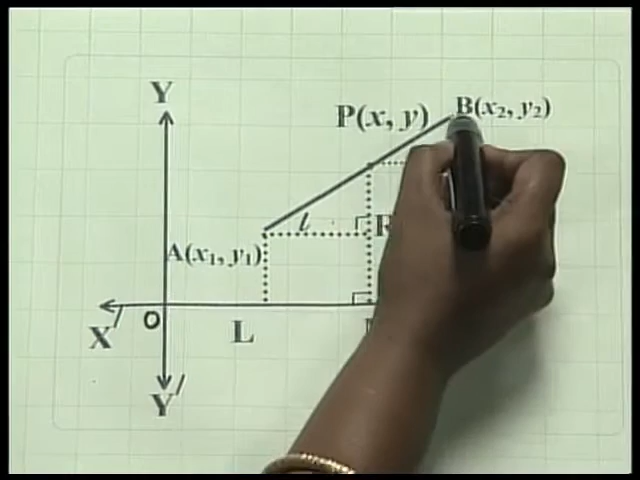 Y
P(x, y)
B(x₂, y₂)
l
R
A(x₁, y₁)
X′
O
L
Y′